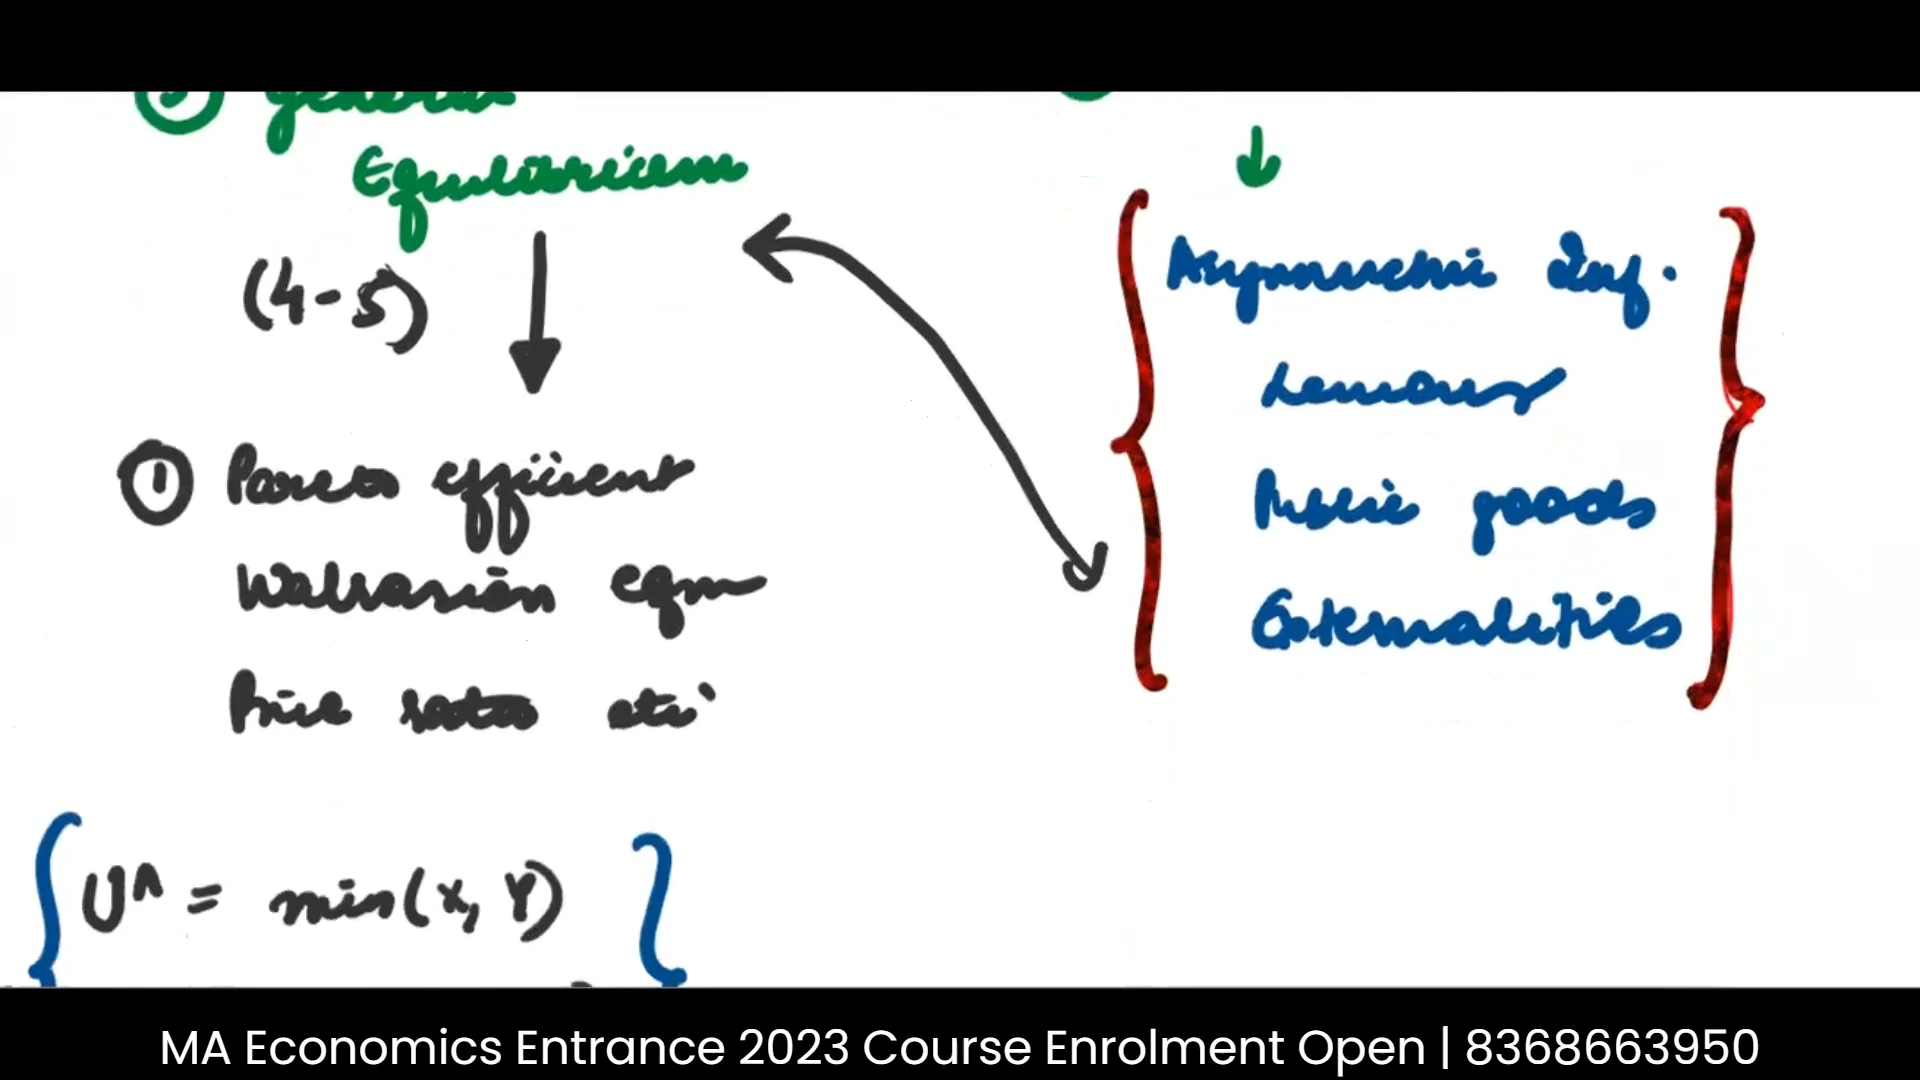 General
Equilibrium
(4-5)
① Pareto efficient
Walrasian eqm
Price ratio etc
U^A = min(X, Y)
Asymmetric Inf.
Lemons
Public goods
Externalities
MA Economics Entrance 2023 Course Enrolment Open | 8368663950